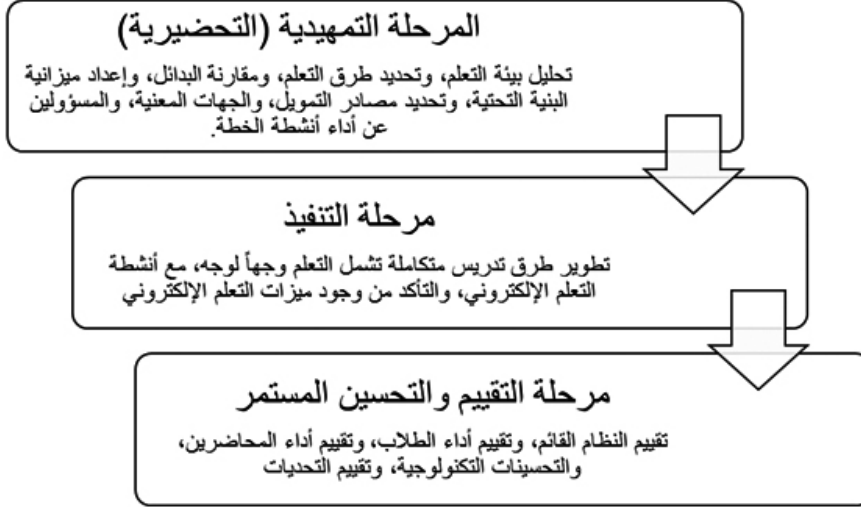 المرحلة التمهيدية (التحضيرية)
تحليل بيئة التعلم، وتحديد طرق التعلم، ومقارنة البدائل، وإعداد ميزانية
البنية التحتية، وتحديد مصادر التمويل، والجهات المعنية، والمسؤولين
عن أداء أنشطة الخطة.
مرحلة التنفيذ
تطوير طرق تدريس متكاملة تشمل التعلم وجهاً لوجه، مع أنشطة
التعلم الإلكتروني، والتأكد من وجود ميزات التعلم الإلكتروني
مرحلة التقييم والتحسين المستمر
تقييم النظام القائم، وتقييم أداء الطلاب، وتقييم أداء المحاضرين،
والتحسينات التكنولوجية، وتقييم التحديات